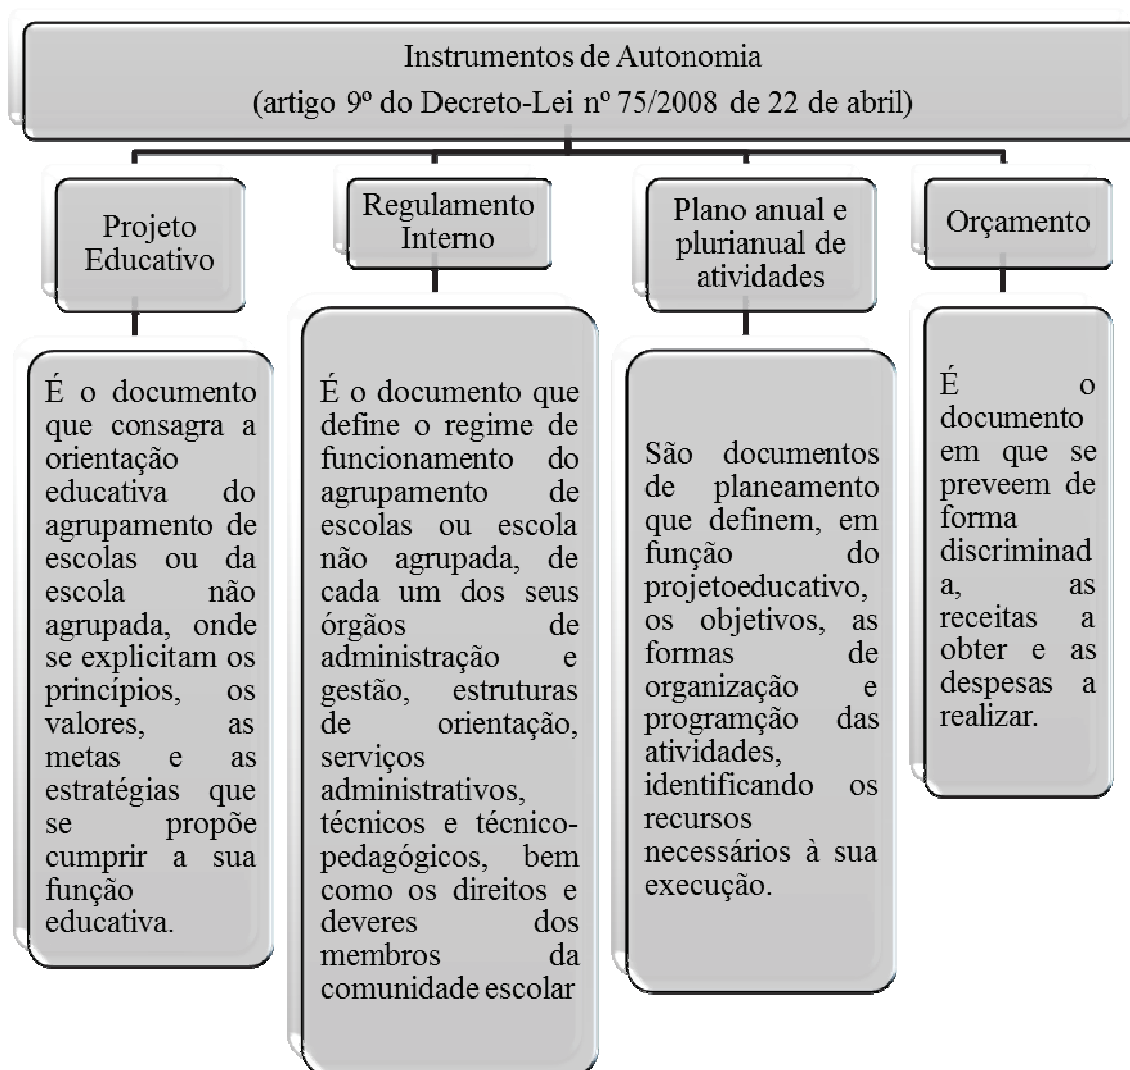 Instrumentos de Autonomia
(artigo 9º do Decreto-Lei nº 75/2008 de 22 de abril)
Projeto
Educativo
Regulamento
Interno
Plano anual e
plurianual de
atividades
Orçamento
É o documento
que consagra a
orientação
educativa do
agrupamento de
escolas ou da
escola não
agrupada, onde
se explicitam os
princípios, os
valores, as
metas e as
estratégias que
se propõe
cumprir a sua
função
educativa.
É o documento que
define o regime de
funcionamento do
agrupamento de
escolas ou escola
não agrupada, de
cada um dos seus
órgãos de
administração e
gestão, estruturas
de orientação,
serviços
administrativos,
técnicos e técnico-
pedagógicos, bem
como os direitos e
deveres dos
membros da
comunidade escolar
São documentos
de planeamento
que definem, em
função do
projetoeducativo,
os objetivos, as
formas de
organização e
programção das
atividades,
identificando os
recursos
necessários à sua
execução.
É o
documento
em que se
preveem de
forma
discriminad
a, as
receitas a
obter e as
despesas a
realizar.